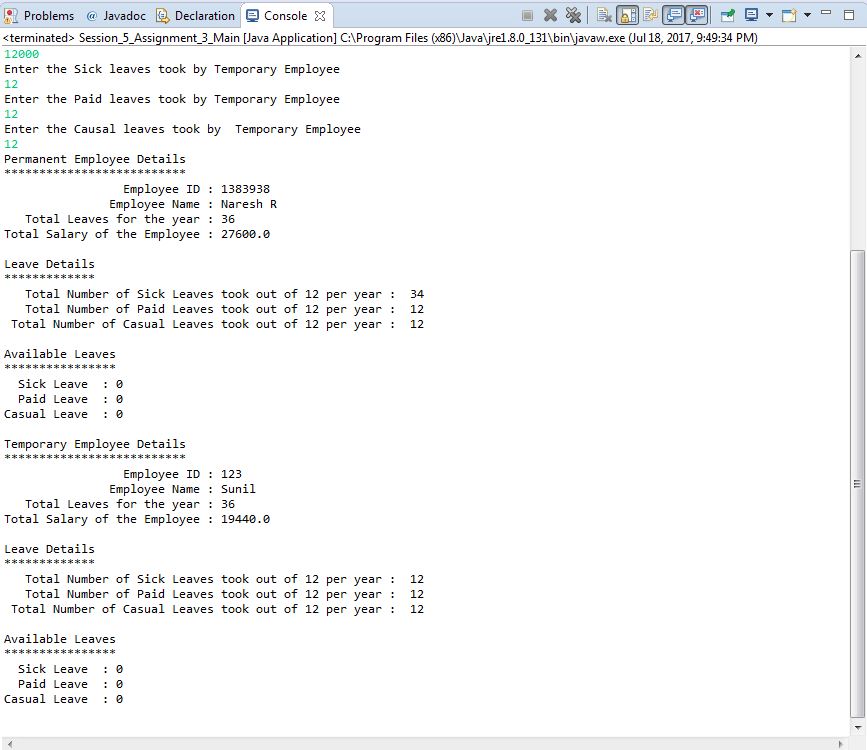 Problems @ Javadoc Declaration Console
<terminated> Session_5_Assignment_3_Main [Java Application] C:\Program Files (x86)\Java\jre1.8.0_131\bin\javaw.exe (Jul 18, 2017, 9:49:34 PM)
12000
Enter the Sick leaves took by Temporary Employee
12
Enter the Paid leaves took by Temporary Employee
12
Enter the Causal leaves took by  Temporary Employee
12
Permanent Employee Details
**************************
Employee ID : 1383938
Employee Name : Naresh R
Total Leaves for the year : 36
Total Salary of the Employee : 27600.0
Leave Details
*************
Total Number of Sick Leaves took out of 12 per year :  34
Total Number of Paid Leaves took out of 12 per year :  12
Total Number of Casual Leaves took out of 12 per year :  12
Available Leaves
****************
Sick Leave  : 0
Paid Leave  : 0
Casual Leave  : 0
Temporary Employee Details
**************************
Employee ID : 123
Employee Name : Sunil
Total Leaves for the year : 36
Total Salary of the Employee : 19440.0
Leave Details
*************
Total Number of Sick Leaves took out of 12 per year :  12
Total Number of Paid Leaves took out of 12 per year :  12
Total Number of Casual Leaves took out of 12 per year :  12
Available Leaves
****************
Sick Leave  : 0
Paid Leave  : 0
Casual Leave  : 0